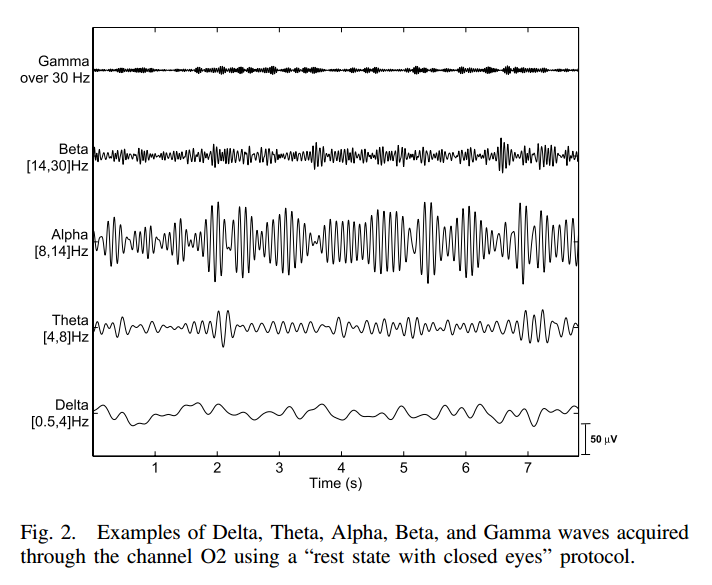 Gamma
over 30 Hz
Beta
[14,30]Hz
Alpha
[8,14]Hz
Theta
[4,8]Hz
Delta
[0.5,4]Hz
50 µV
1 2 3 4 5 6 7
Time (s)
Fig. 2. Examples of Delta, Theta, Alpha, Beta, and Gamma waves acquired
through the channel O2 using a “rest state with closed eyes” protocol.